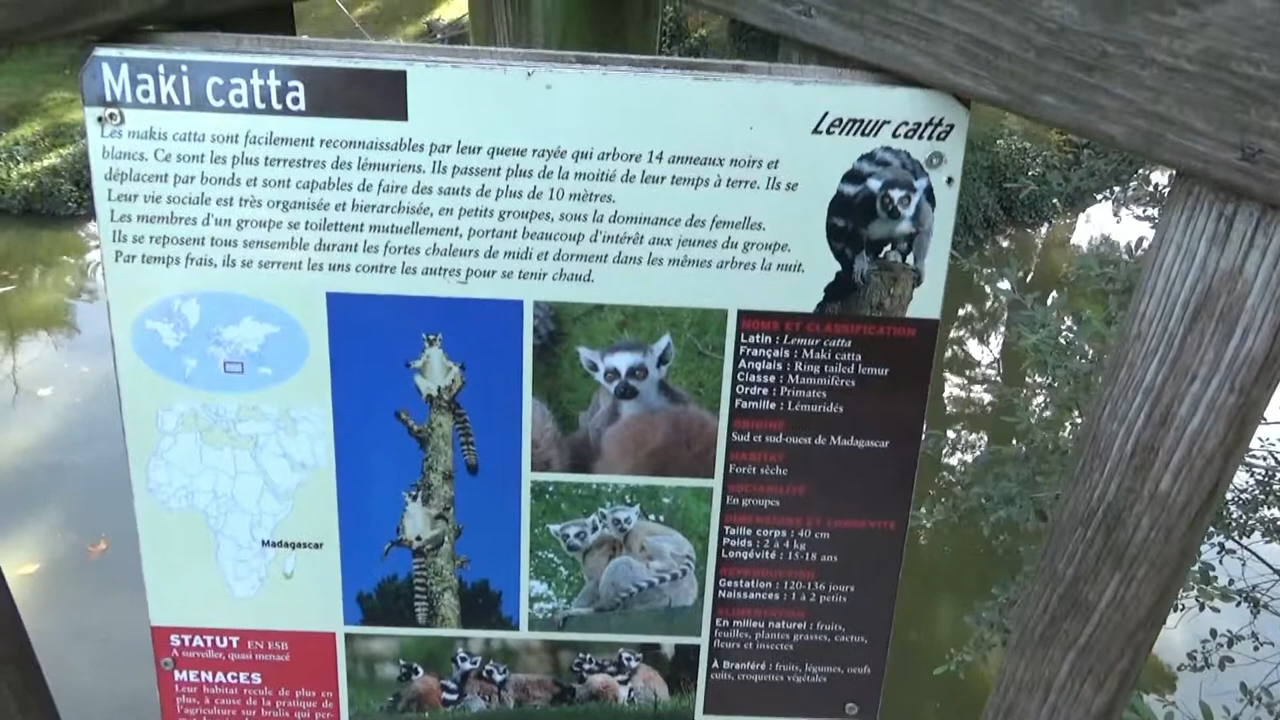 Maki catta
Lemur catta
Les makis catta sont facilement reconnaissables par leur queue rayée qui arbore 14 anneaux noirs et
blancs. Ce sont les plus terrestres des lémuriens. Ils passent plus de la moitié de leur temps à terre. Ils se
déplacent par bonds et sont capables de faire des sauts de plus de 10 mètres.
Leur vie sociale est très organisée et hierarchisée, en petits groupes, sous la dominance des femelles.
Les membres d'un groupe se toilettent mutuellement, portant beaucoup d'intérêt aux jeunes du groupe.
Ils se reposent tous sensemble durant les fortes chaleurs de midi et dorment dans les mêmes arbres la nuit.
Par temps frais, ils se serrent les uns contre les autres pour se tenir chaud.
Madagascar
STATUT EN ESB
A surveiller, quasi menacé
MENACES
Leur habitat recule de plus en
plus, à cause de la pratique de
l'agriculture sur brulis qui per-
NOMS ET CLASSIFICATION
Latin : Lemur catta
Français : Maki catta
Anglais : Ring tailed lemur
Classe : Mammifères
Ordre : Primates
Famille : Lémuridés
ORIGINE
Sud et sud-ouest de Madagascar
HABITAT
Forêt sèche
SOCIABILITÉ
En groupes
DIMENSIONS ET LONGÉVITÉ
Taille corps : 40 cm
Poids : 2 à 4 kg
Longévité : 15-18 ans
REPRODUCTION
Gestation : 120-136 jours
Naissances : 1 à 2 petits
ALIMENTATION
En milieu naturel : fruits,
feuilles, plantes grasses, cactus,
fleurs et insectes
À Branféré : fruits, légumes, oeufs
cuits, croquettes végétales